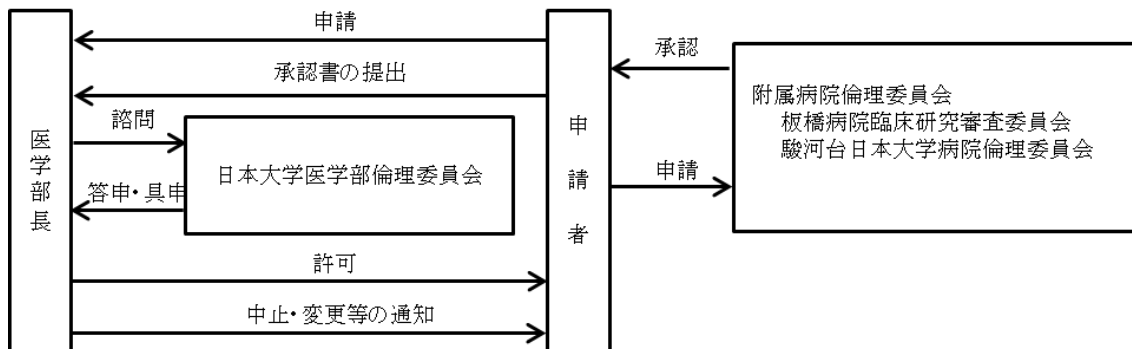 申請
承認書の提出
諮問
答申・具申
医学部長
日本大学医学部倫理委員会
許可
中止・変更等の通知
申請者
承認
申請
附属病院倫理委員会
板橋病院臨床研究審査委員会
駿河台日本大学病院倫理委員会